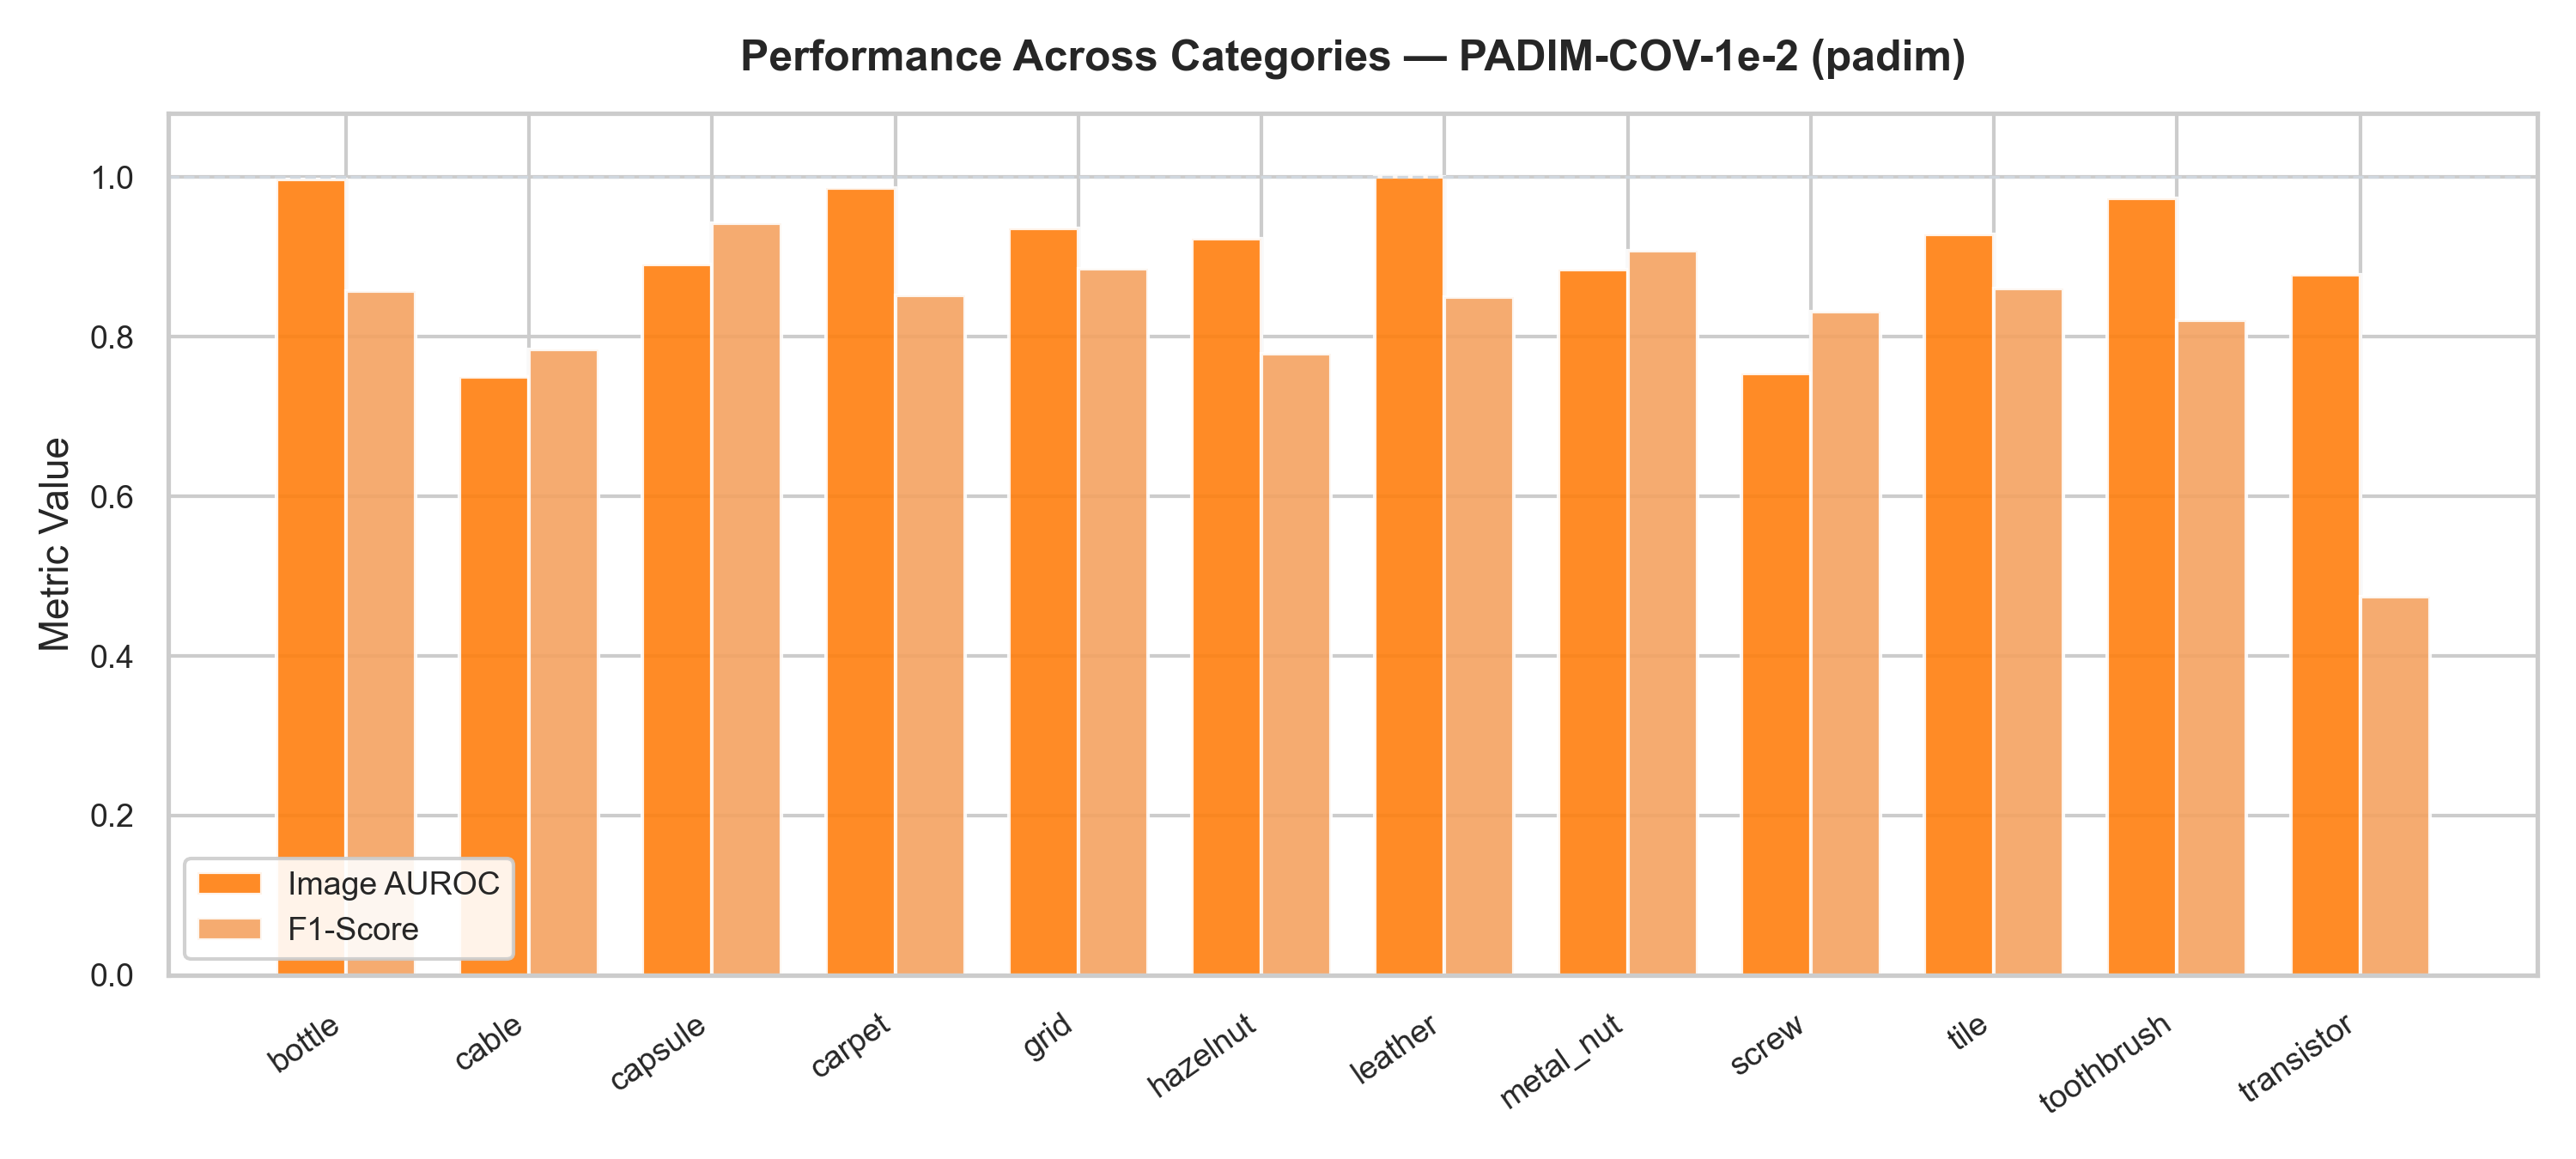 Performance Across Categories — PADIM-COV-1e-2 (padim)
Metric Value
1.0
0.8
0.6
0.4
0.2
0.0
Image AUROC
F1-Score
bottle
cable
capsule
carpet
grid
hazelnut
leather
metal_nut
screw
tile
toothbrush
transistor